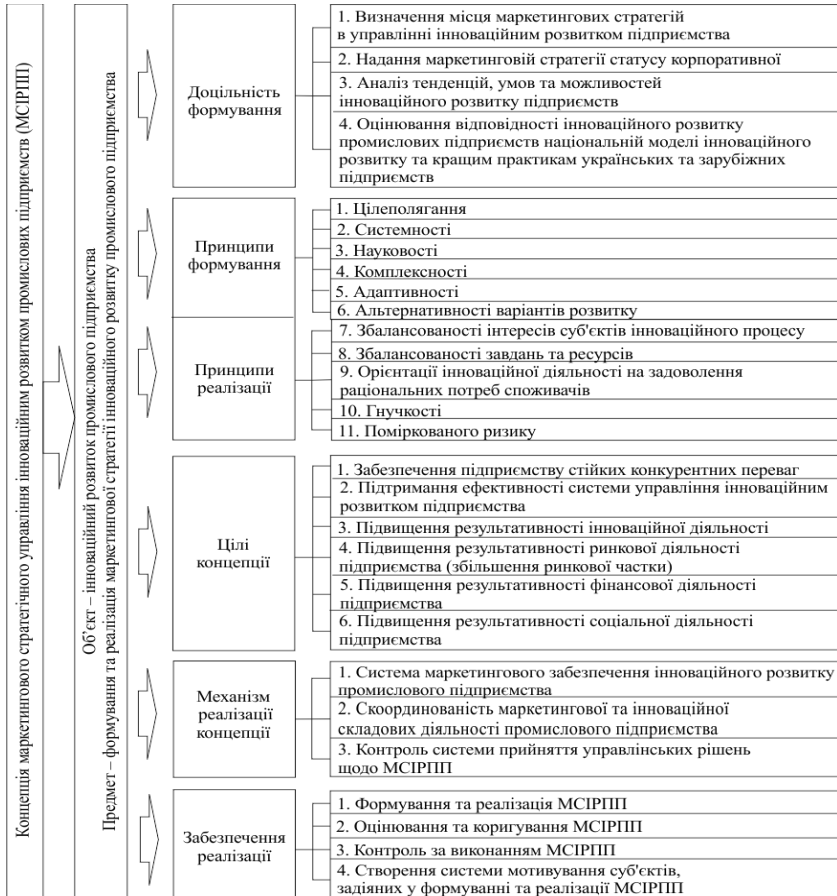 Концепція маркетингового стратегічного управління інноваційним розвитком промислових підприємств (МСІРПП)
Об'єкт – інноваційний розвиток промислового підприємства
Предмет – формування та реалізація маркетингової стратегії інноваційного розвитку промислового підприємства
Доцільність
формування
1. Визначення місця маркетингових стратегій
в управлінні інноваційним розвитком підприємства
2. Надання маркетинговій стратегії статусу корпоративної
3. Аналіз тенденцій, умов та можливостей
інноваційного розвитку підприємств
4. Оцінювання відповідності інноваційного розвитку
промислових підприємств національній моделі інноваційного
розвитку та кращим практикам українських та зарубіжних
підприємств
Принципи
формування
1. Цілеполягання
2. Системності
3. Науковості
4. Комплексності
5. Адаптивності
6. Альтернативності варіантів розвитку
Принципи
реалізації
7. Збалансованості інтересів суб'єктів інноваційного процесу
8. Збалансованості завдань та ресурсів
9. Орієнтації інноваційної діяльності на задоволення
раціональних потреб споживачів
10. Гнучкості
11. Поміркованого ризику
Цілі
концепції
1. Забезпечення підприємству стійких конкурентних переваг
2. Підтримання ефективності системи управління інноваційним
розвитком підприємства
3. Підвищення результативності інноваційної діяльності
4. Підвищення результативності ринкової діяльності
підприємства (збільшення ринкової частки)
5. Підвищення результативності фінансової діяльності
підприємства
6. Підвищення результативності соціальної діяльності
підприємства
Механізм
реалізації
концепції
1. Система маркетингового забезпечення інноваційного розвитку
промислового підприємства
2. Скоординованість маркетингової та інноваційної
складових діяльності промислового підприємства
3. Контроль системи прийняття управлінських рішень
щодо МСІРПП
Забезпечення
реалізації
1. Формування та реалізація МСІРПП
2. Оцінювання та коригування МСІРПП
3. Контроль за виконанням МСІРПП
4. Створення системи мотивування суб'єктів,
задіяних у формуванні та реалізації МСІРПП